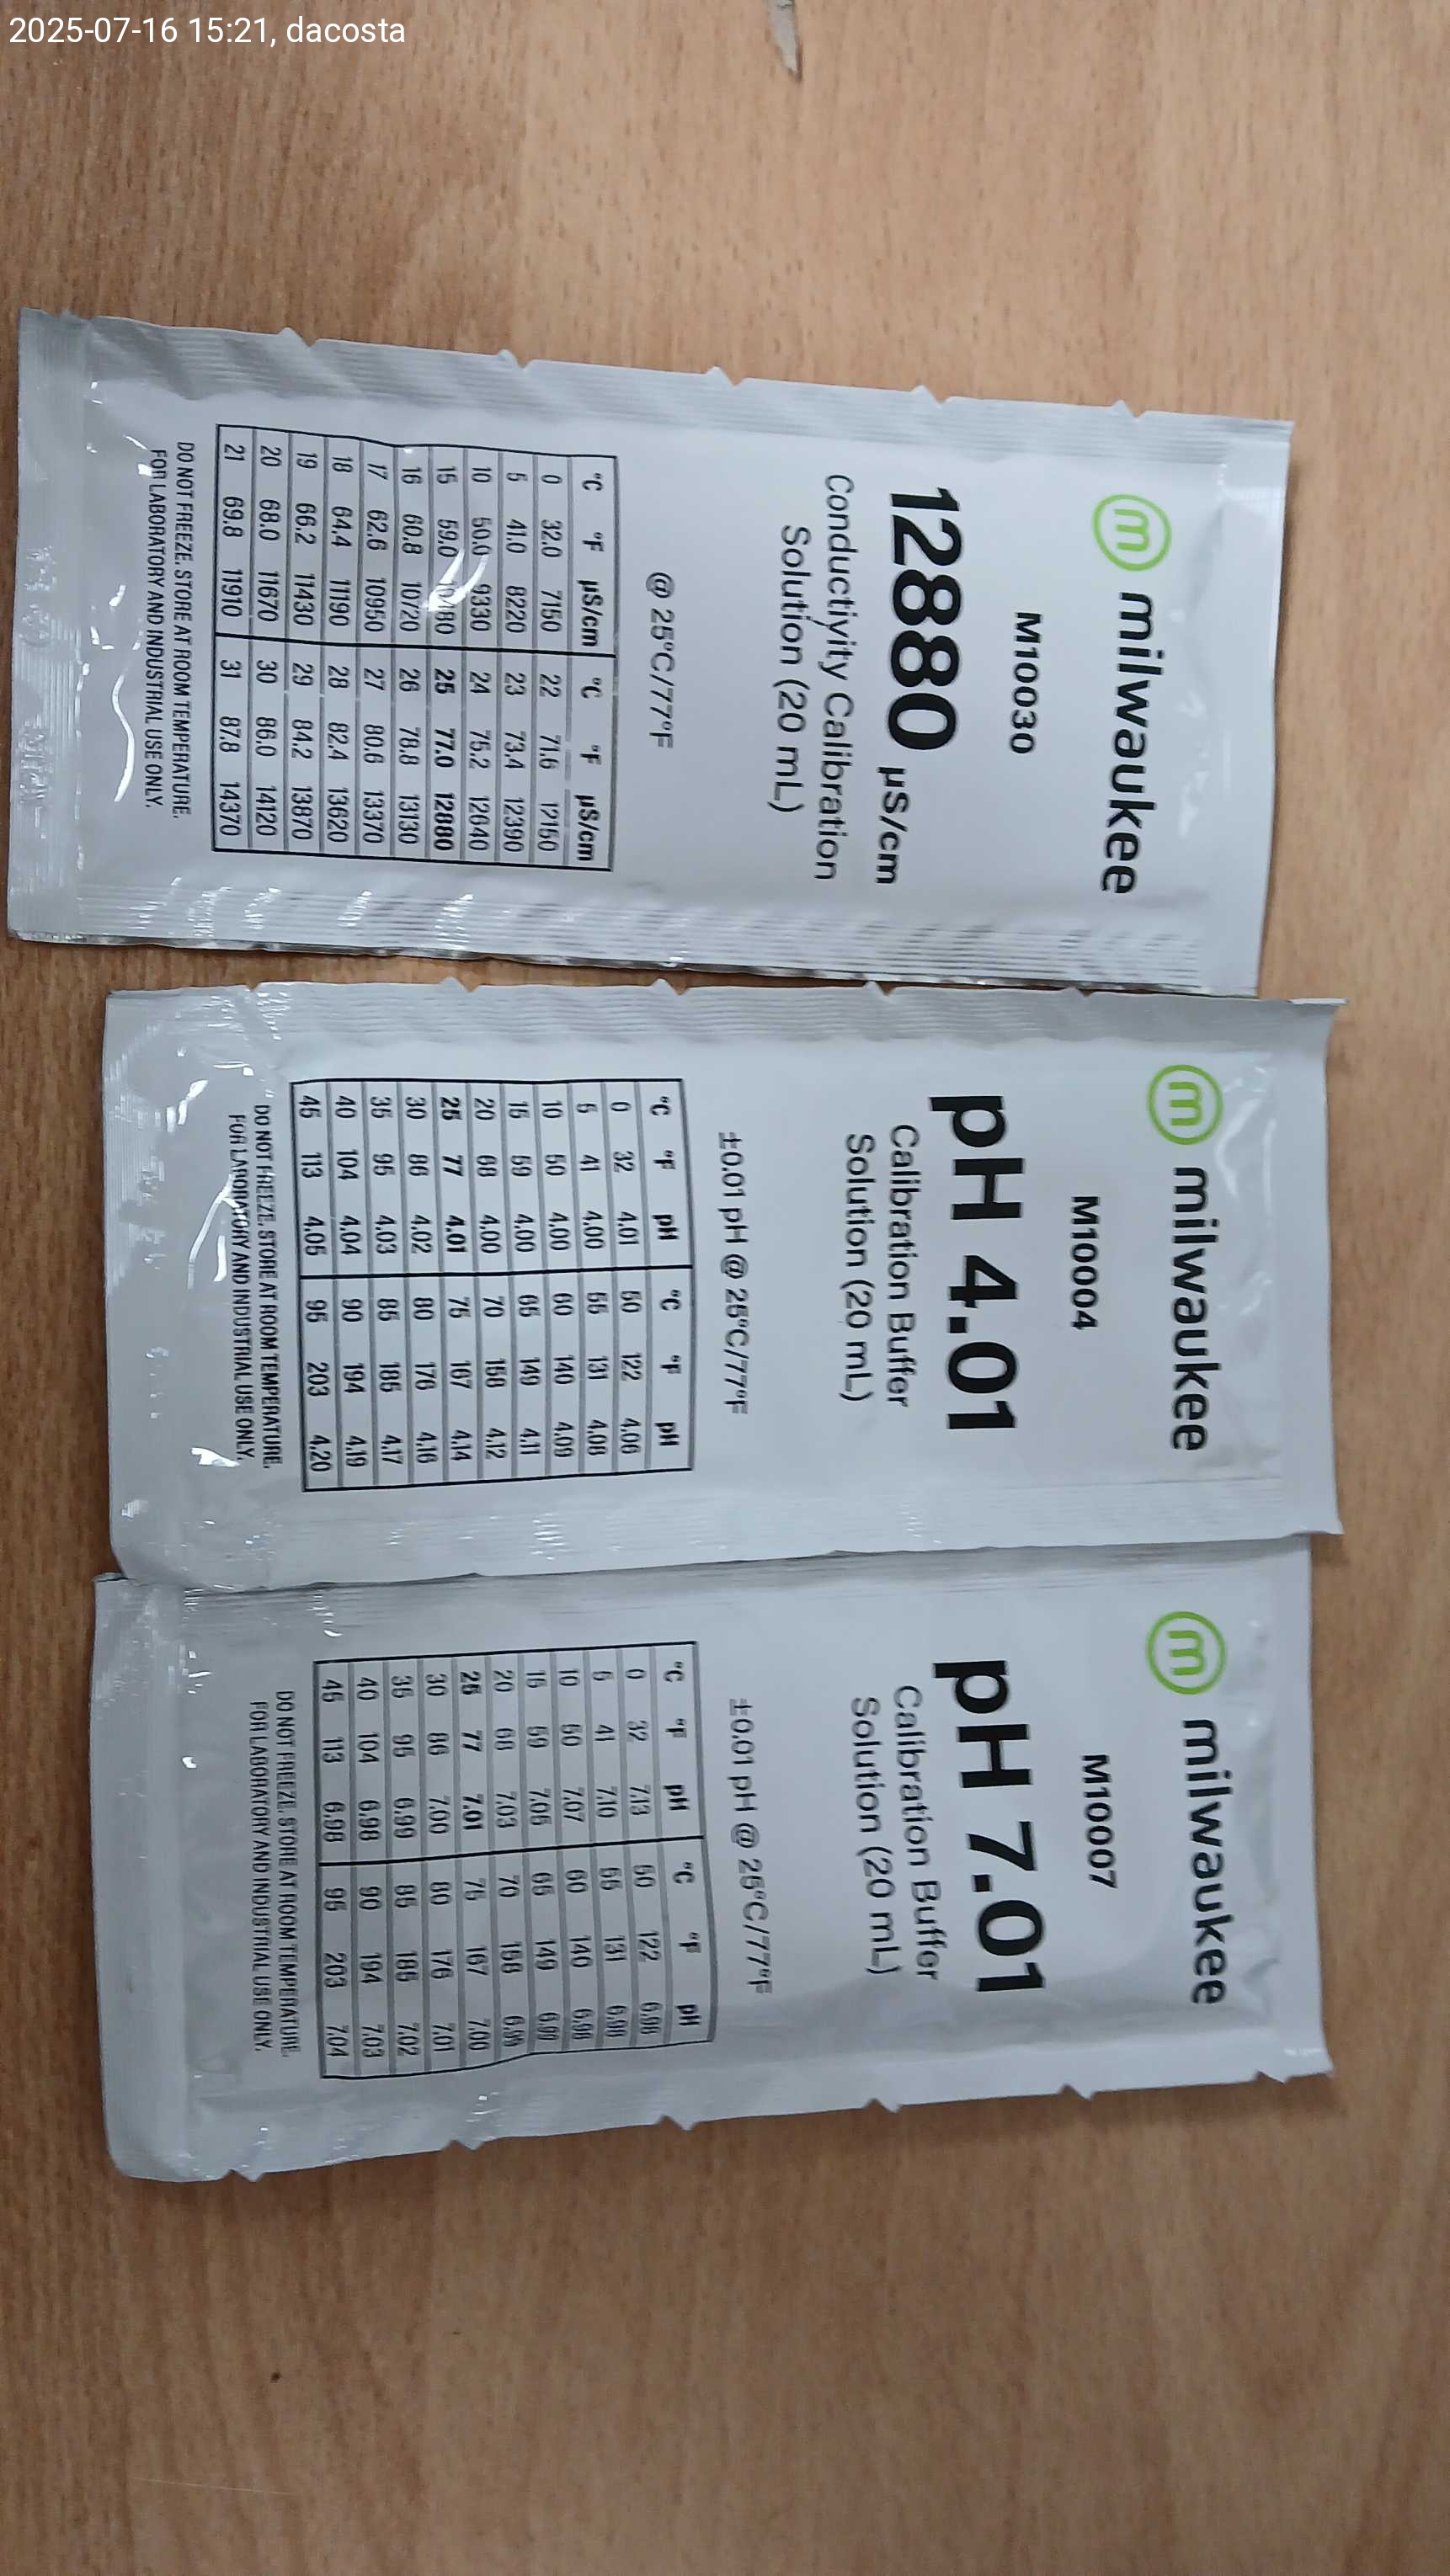 2025-07-16 15:21, dacosta
milwaukee
M10030
12880 µS/cm
Conductivity Calibration
Solution (20 mL)
@ 25°C/77°F
°C °F µS/cm °C °F µS/cm
0 32.0 7150 22 71.6 12150
5 41.0 8220 23 73.4 12390
10 50.0 9330 24 75.2 12640
15 59.0 25 77.0 12880
16 60.8 10720 26 78.8 13130
17 62.6 10950 27 80.6 13370
18 64.4 11190 28 82.4 13620
19 66.2 11430 29 84.2 13870
20 68.0 11670 30 86.0 14120
21 69.8 11910 31 87.8 14370
DO NOT FREEZE. STORE AT ROOM TEMPERATURE.
FOR LABORATORY AND INDUSTRIAL USE ONLY.
milwaukee
M10004
pH 4.01
Calibration Buffer
Solution (20 mL)
±0.01 pH @ 25°C/77°F
°C °F pH °C °F pH
0 32 4.01 50 122 4.06
5 41 4.00 55 131 4.08
10 50 4.00 60 140 4.09
15 59 4.00 65 149 4.11
20 68 4.00 70 158 4.12
25 77 4.01 75 167 4.14
30 86 4.02 80 176 4.16
35 95 4.03 85 185 4.17
40 104 4.04 90 194 4.19
45 113 4.05 95 203 4.20
DO NOT FREEZE. STORE AT ROOM TEMPERATURE.
FOR LABORATORY AND INDUSTRIAL USE ONLY.
milwaukee
M10007
pH 7.01
Calibration Buffer
Solution (20 mL)
±0.01 pH @ 25°C/77°F
°C °F pH °C °F pH
0 32 7.13 50 122 6.98
5 41 7.10 55 131 6.98
10 50 7.07 60 140 6.98
15 59 7.05 65 149 6.99
20 68 7.03 70 158 6.99
25 77 7.01 75 167 7.00
30 86 7.00 80 176 7.01
35 95 6.99 85 185 7.02
40 104 6.98 90 194 7.03
45 113 6.98 95 203 7.04
DO NOT FREEZE. STORE AT ROOM TEMPERATURE.
FOR LABORATORY AND INDUSTRIAL USE ONLY.